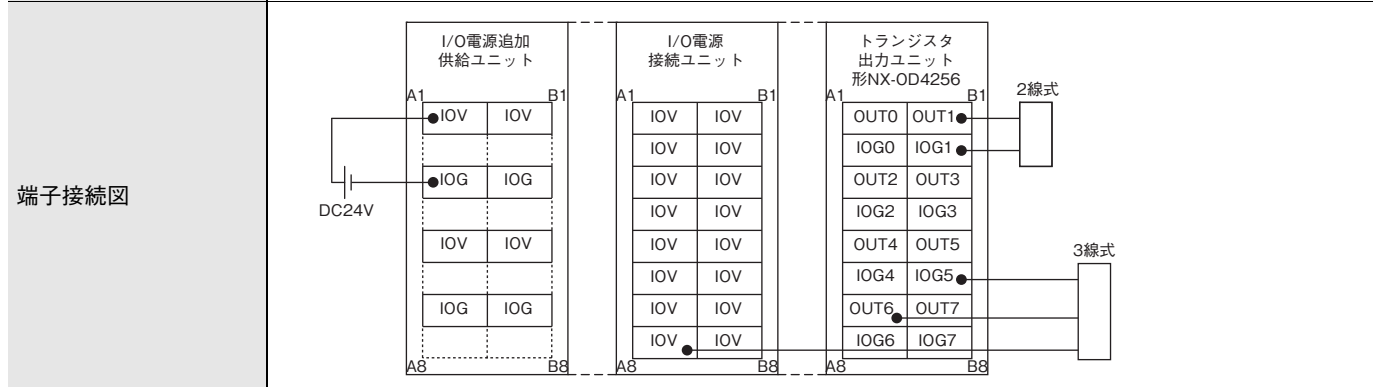 端子接続図
I/O電源追加
供給ユニット
A1 B1
IOV IOV
IOG IOG
IOV IOV
IOG IOG
A8 B8
DC24V
I/O電源
接続ユニット
A1 B1
IOV IOV
IOV IOV
IOV IOV
IOV IOV
IOV IOV
IOV IOV
IOV IOV
IOV IOV
A8 B8
トランジスタ
出力ユニット
形NX-OD4256
A1 B1
OUT0 OUT1
IOG0 IOG1
OUT2 OUT3
IOG2 IOG3
OUT4 OUT5
IOG4 IOG5
OUT6 OUT7
IOG6 IOG7
A8 B8
2線式
3線式